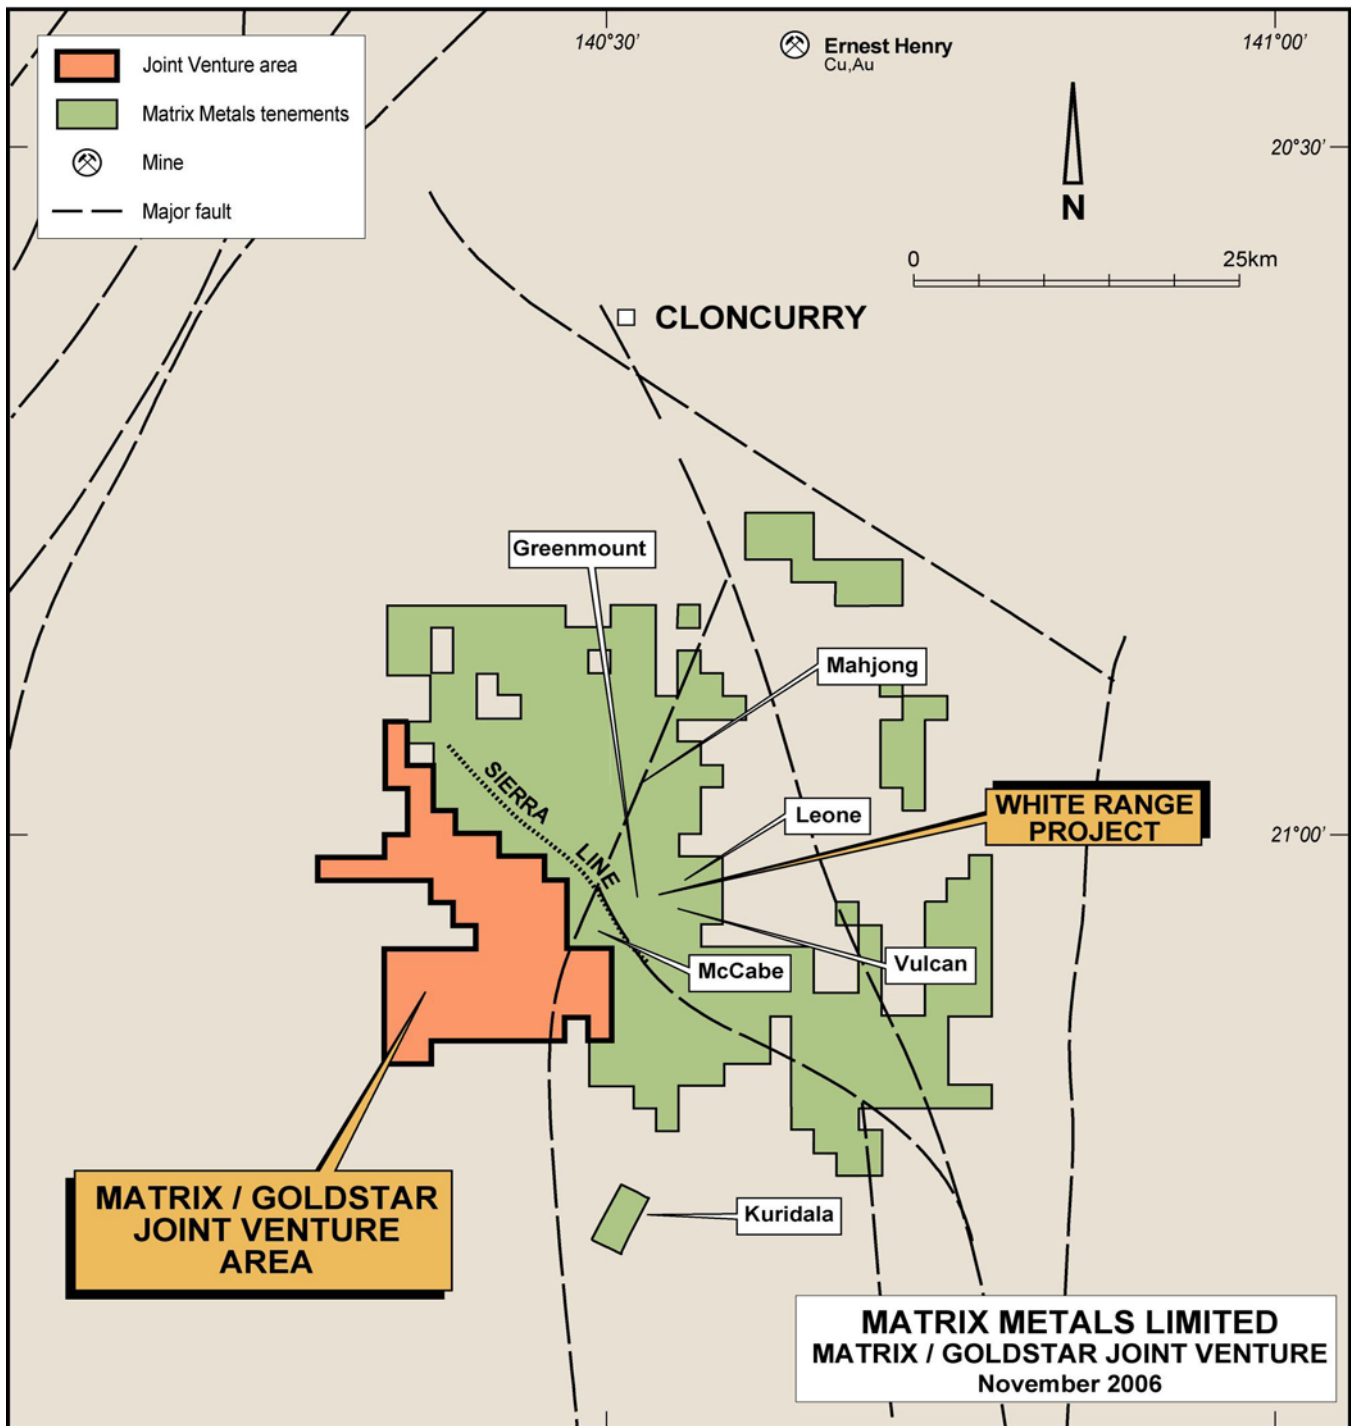 Joint Venture area
Matrix Metals tenements
Mine
Major fault
140°30'
Ernest Henry
Cu,Au
141°00'
20°30'
N
0 25km
CLONCURRY
Greenmount
Mahjong
SIERRA
LINE
Leone
WHITE RANGE
PROJECT
21°00'
McCabe
Vulcan
MATRIX / GOLDSTAR
JOINT VENTURE
AREA
Kuridala
MATRIX METALS LIMITED
MATRIX / GOLDSTAR JOINT VENTURE
November 2006